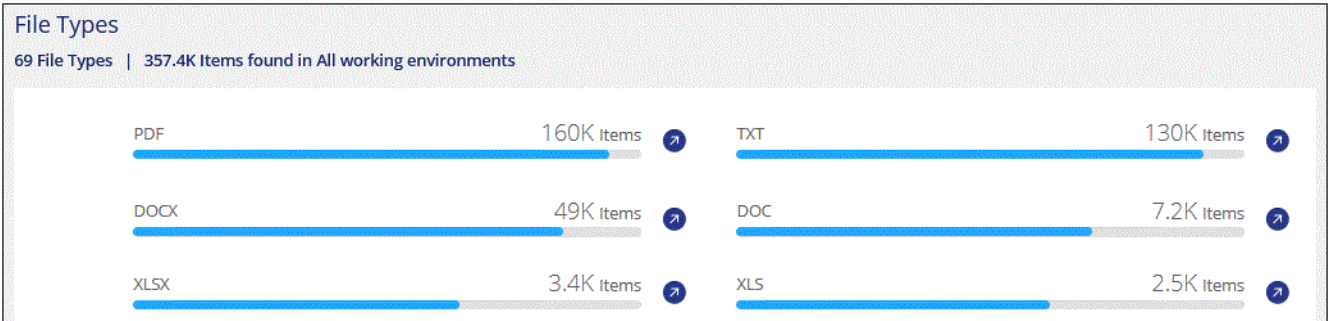 File Types
69 File Types | 357.4K Items found in All working environments
PDF 160K Items TXT 130K Items
DOCX 49K Items DOC 7.2K Items
XLSX 3.4K Items XLS 2.5K Items